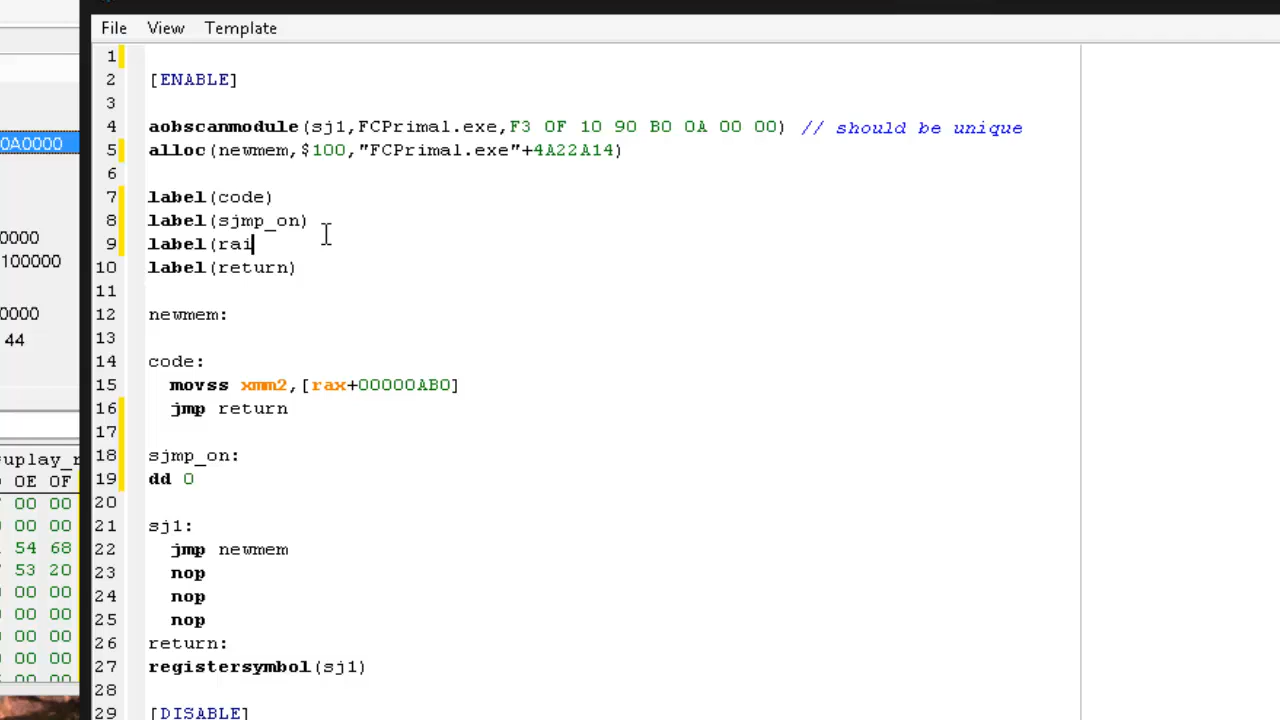 File View Template
1
2 [ENABLE]
3
4 aobscanmodule(sj1,FCPrimal.exe,F3 0F 10 90 B0 0A 00 00) // should be unique
0A0000
5 alloc(newmem,$100,"FCPrimal.exe"+4A22A14)
6
7 label(code)
8 label(sjmp_on)
0000
9 label(rai
100000
10 label(return)
11
12 newmem:
0000
13
44
14 code:
15 movss xmm2,[rax+00000AB0]
16 jmp return
17
18 sjmp_on:
19 dd 0
0E 0F
20
00 00
21 sj1:
00 00
22 jmp newmem
54 68
23 nop
53 20
24 nop
00 00
25 nop
00 00
26 return:
00 00
27 registersymbol(sj1)
00 00
28
00 00
29 [DISABLE]